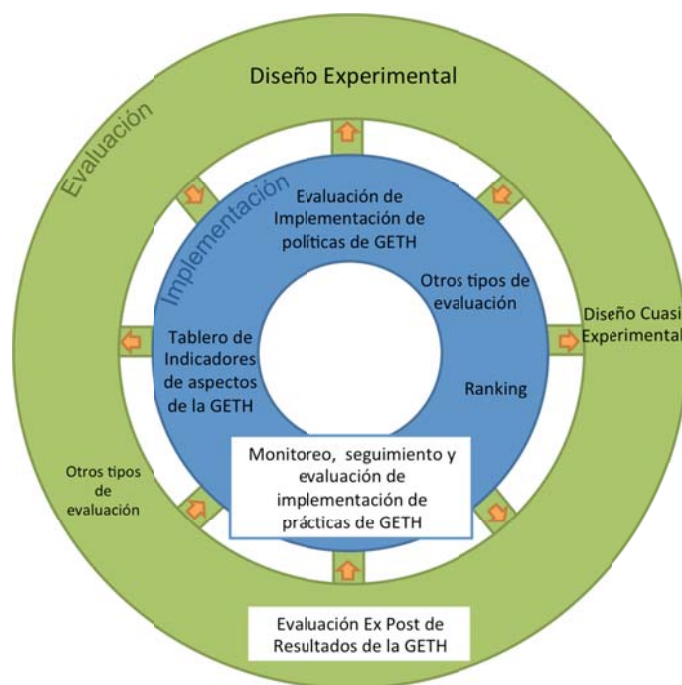 Diseño Experimental
Evaluación
Implementación
Evaluación de
Implementación de
políticas de GETH
Otros tipos de
evaluación
Diseño Cuasi
Experimental
Tablero de
Indicadores
de aspectos
de la GETH
Ranking
Monitoreo, seguimiento y
evaluación de
implementación de
prácticas de GETH
Otros tipos
de
evaluación
Evaluación Ex Post de
Resultados de la GETH